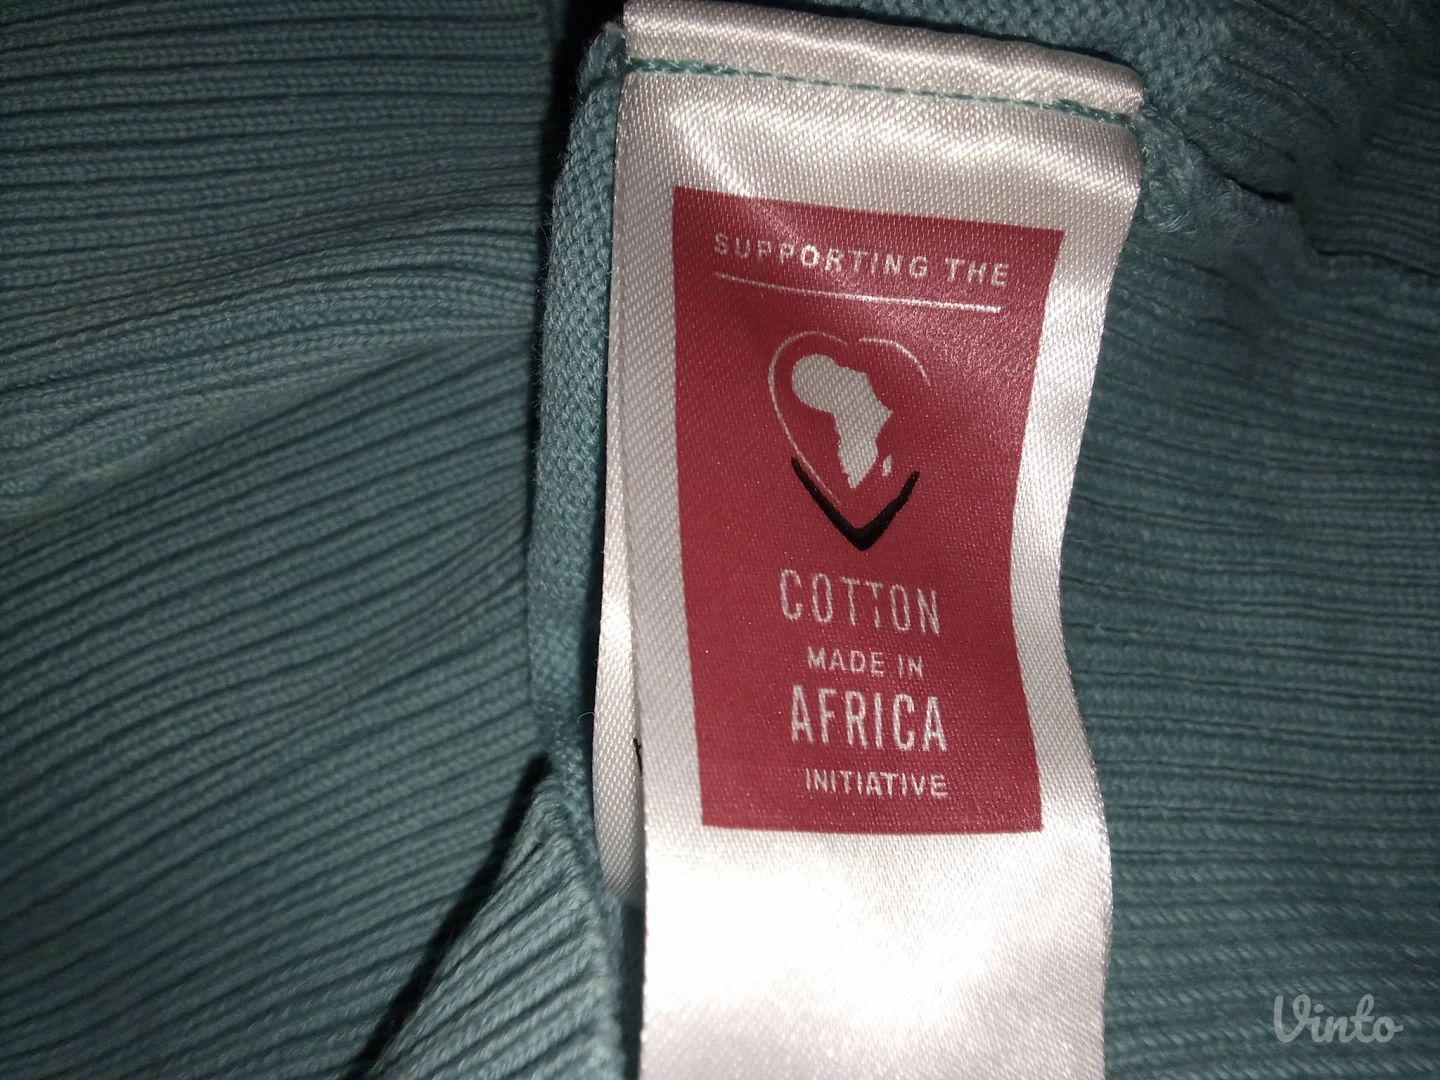 SUPPORTING THE
COTTON
MADE IN
AFRICA
INITIATIVE
Vinto